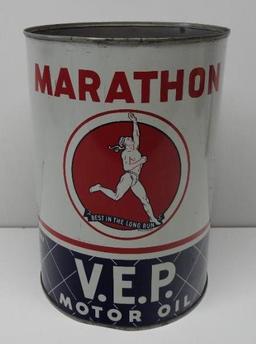 MARATHON
BEST IN THE LONG RUN
V.E.P.
MOTOR OIL